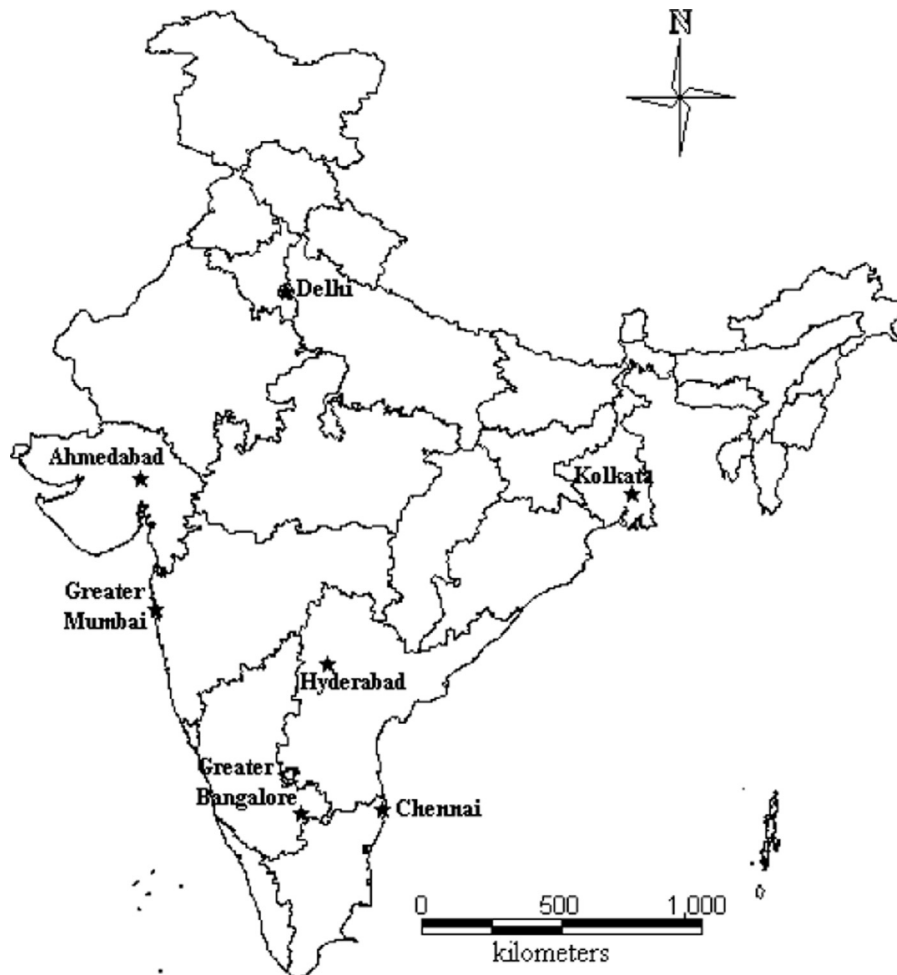 N
Delhi
Ahmedabad
Kolkata
Greater
Mumbai
Hyderabad
Greater
Bangalore
Chennai
0 500 1,000
kilometers